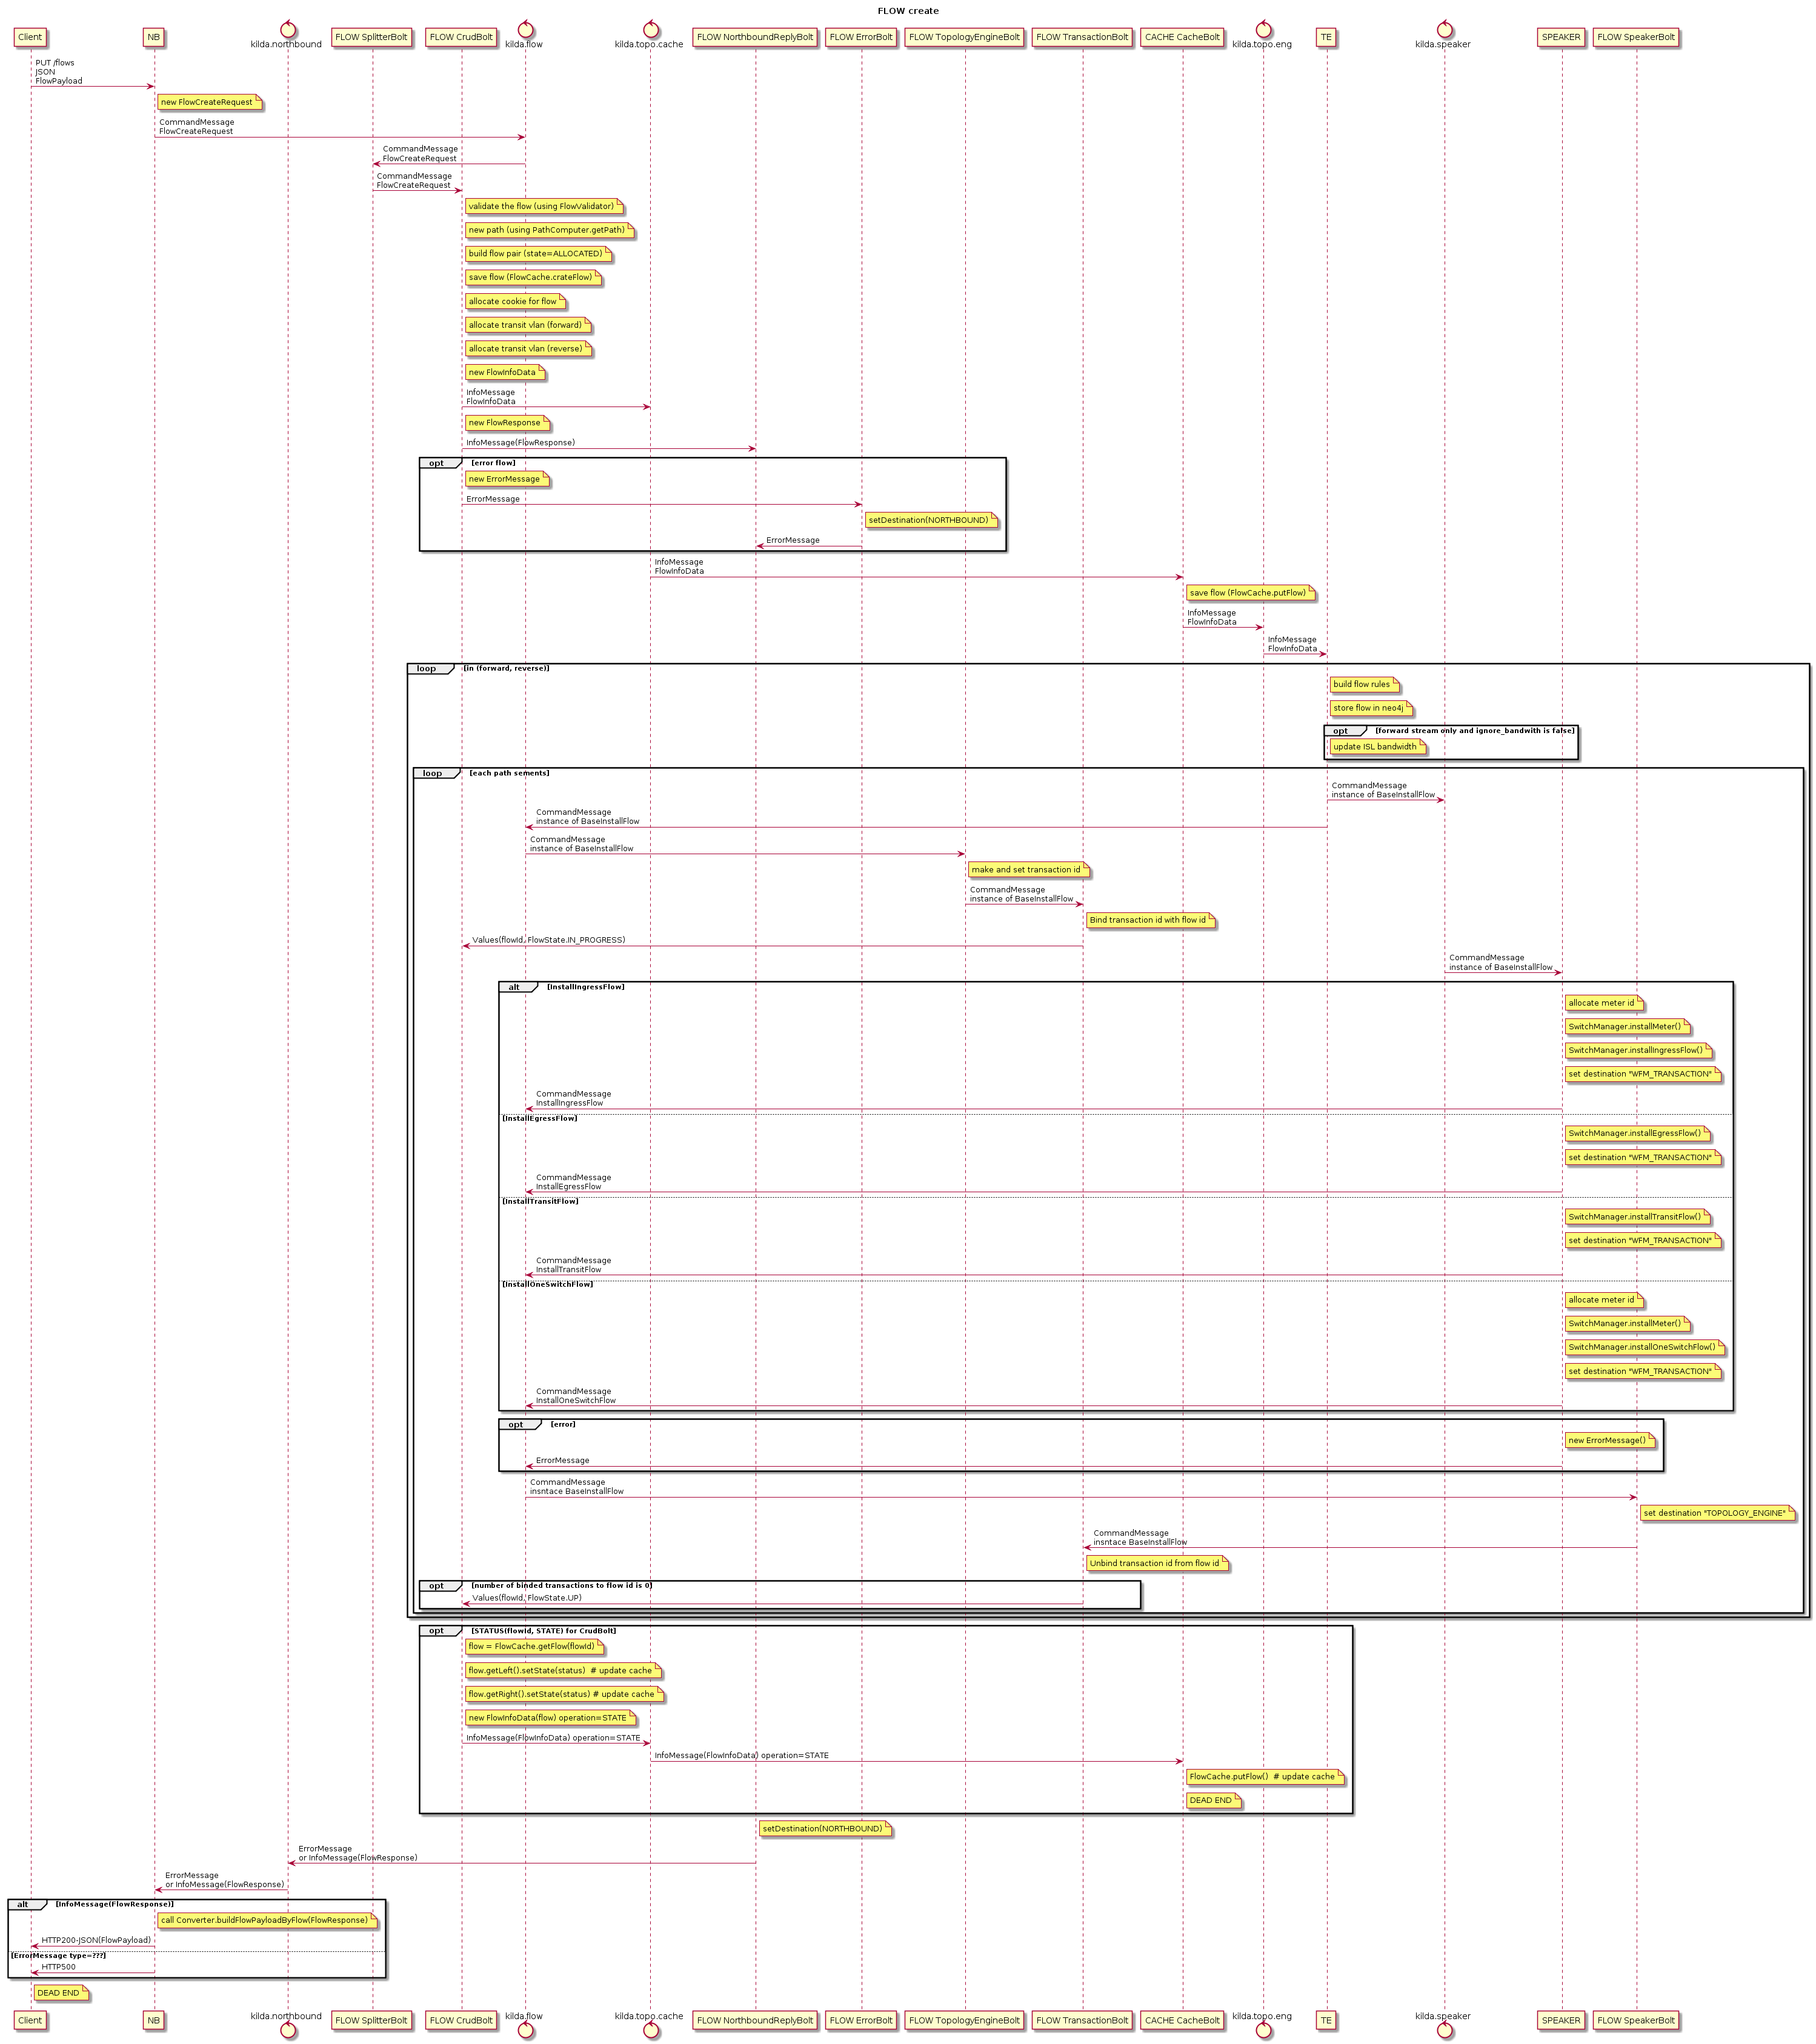 FLOW create
Client
NB
kilda.northbound
FLOW SplitterBolt
FLOW CrudBolt
kilda.flow
kilda.topo.cache
FLOW NorthboundReplyBolt
FLOW ErrorBolt
FLOW TopologyEngineBolt
FLOW TransactionBolt
CACHE CacheBolt
kilda.topo.eng
TE
kilda.speaker
SPEAKER
FLOW SpeakerBolt
PUT /flows
JSON
FlowPayload
new FlowCreateRequest
CommandMessage
FlowCreateRequest
CommandMessage
FlowCreateRequest
CommandMessage
FlowCreateRequest
validate the flow (using FlowValidator)
new path (using PathComputer.getPath)
build flow pair (state=ALLOCATED)
save flow (FlowCache.crateFlow)
allocate cookie for flow
allocate transit vlan (forward)
allocate transit vlan (reverse)
new FlowInfoData
InfoMessage
FlowInfoData
new FlowResponse
InfoMessage(FlowResponse)
opt [error flow]
new ErrorMessage
ErrorMessage
setDestination(NORTHBOUND)
ErrorMessage
InfoMessage
FlowInfoData
save flow (FlowCache.putFlow)
InfoMessage
FlowInfoData
InfoMessage
FlowInfoData
loop [in (forward, reverse)]
build flow rules
store flow in neo4j
opt [forward stream only and ignore_bandwith is false]
update ISL bandwidth
loop [each path sements]
CommandMessage
instance of BaseInstallFlow
CommandMessage
instance of BaseInstallFlow
CommandMessage
instance of BaseInstallFlow
make and set transaction id
CommandMessage
instance of BaseInstallFlow
Bind transaction id with flow id
Values(flowId, FlowState.IN_PROGRESS)
CommandMessage
instance of BaseInstallFlow
alt [InstallIngressFlow]
allocate meter id
SwitchManager.installMeter()
SwitchManager.installIngressFlow()
set destination "WFM_TRANSACTION"
CommandMessage
InstallIngressFlow
[InstallEgressFlow]
SwitchManager.installEgressFlow()
set destination "WFM_TRANSACTION"
CommandMessage
InstallEgressFlow
[InstallTransitFlow]
SwitchManager.installTransitFlow()
set destination "WFM_TRANSACTION"
CommandMessage
InstallTransitFlow
[InstallOneSwitchFlow]
allocate meter id
SwitchManager.installMeter()
SwitchManager.installOneSwitchFlow()
set destination "WFM_TRANSACTION"
CommandMessage
InstallOneSwitchFlow
opt [error]
new ErrorMessage()
ErrorMessage
CommandMessage
insntace BaseInstallFlow
set destination "TOPOLOGY_ENGINE"
CommandMessage
insntace BaseInstallFlow
Unbind transaction id from flow id
opt [number of binded transactions to flow id is 0]
Values(flowId, FlowState.UP)
opt [STATUS(flowId, STATE) for CrudBolt]
flow = FlowCache.getFlow(flowId)
flow.getLeft().setState(status) # update cache
flow.getRight().setState(status) # update cache
new FlowInfoData(flow) operation=STATE
InfoMessage(FlowInfoData) operation=STATE
InfoMessage(FlowInfoData) operation=STATE
FlowCache.putFlow() # update cache
DEAD END
setDestination(NORTHBOUND)
ErrorMessage
or InfoMessage(FlowResponse)
ErrorMessage
or InfoMessage(FlowResponse)
alt [InfoMessage(FlowResponse)]
call Converter.buildFlowPayloadByFlow(FlowResponse)
HTTP200-JSON(FlowPayload)
[ErrorMessage type=???]
HTTP500
DEAD END
Client
NB
kilda.northbound
FLOW SplitterBolt
FLOW CrudBolt
kilda.flow
kilda.topo.cache
FLOW NorthboundReplyBolt
FLOW ErrorBolt
FLOW TopologyEngineBolt
FLOW TransactionBolt
CACHE CacheBolt
kilda.topo.eng
TE
kilda.speaker
SPEAKER
FLOW SpeakerBolt